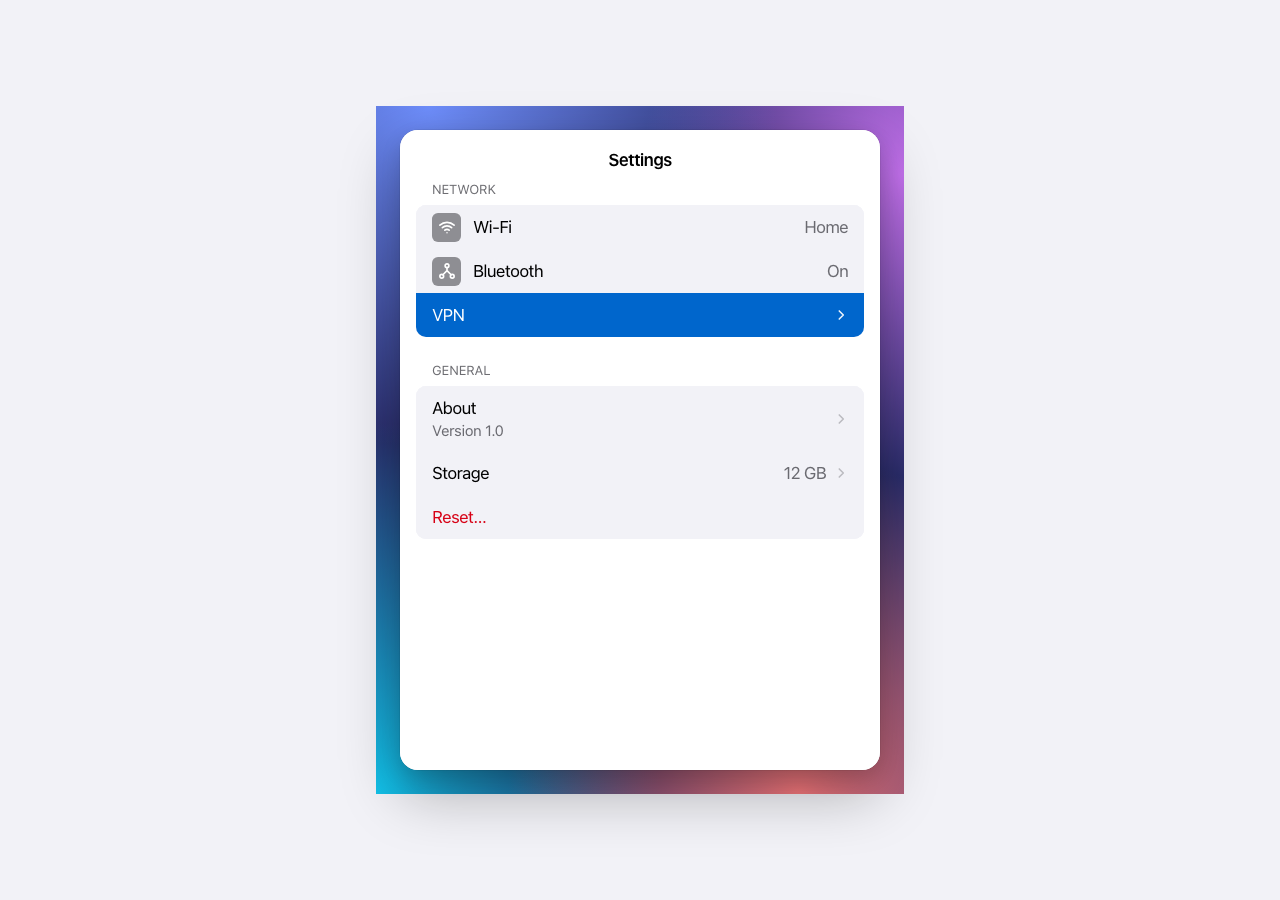 Settings
NETWORK
Wi-Fi Home
Bluetooth On
VPN
GENERAL
About
Version 1.0
Storage 12 GB
Reset…